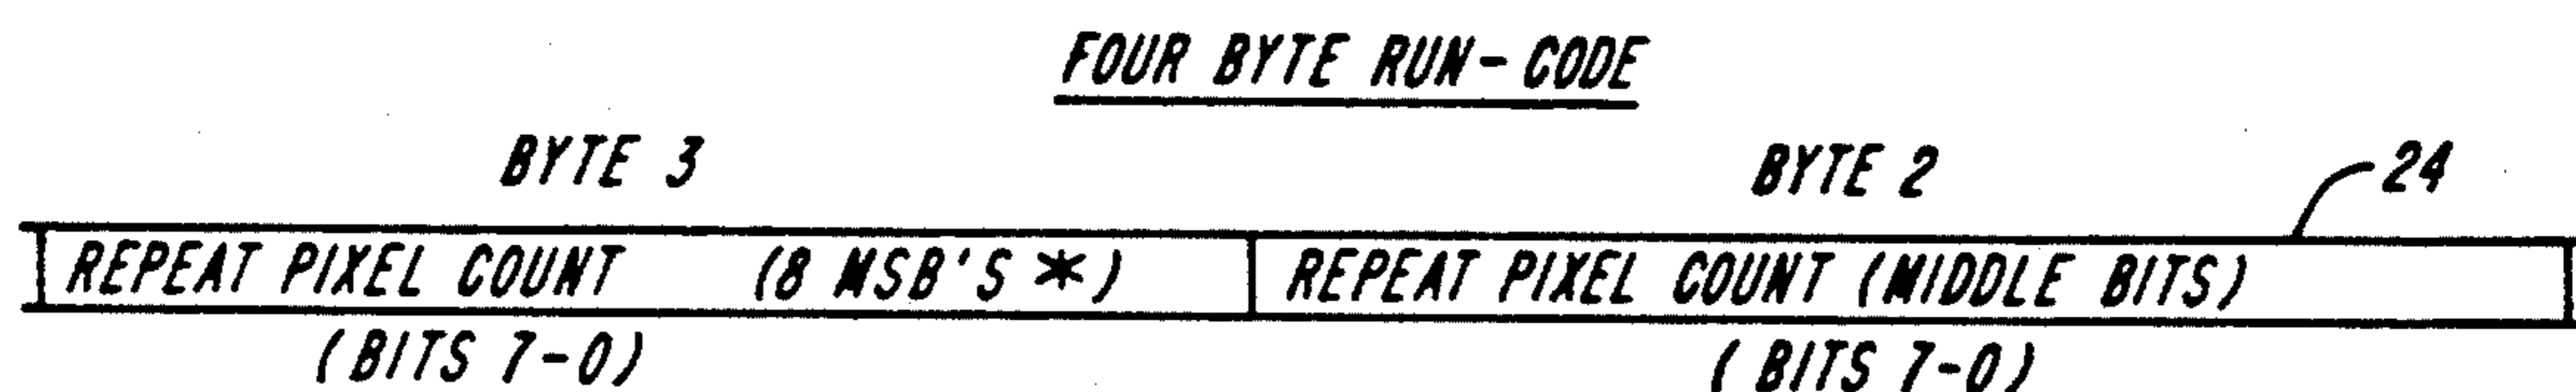 FOUR BYTE RUN-CODE
BYTE 3 BYTE 2 24
REPEAT PIXEL COUNT (8 MSB'S *) REPEAT PIXEL COUNT (MIDDLE BITS)
(BITS 7-0) (BITS 7-0)